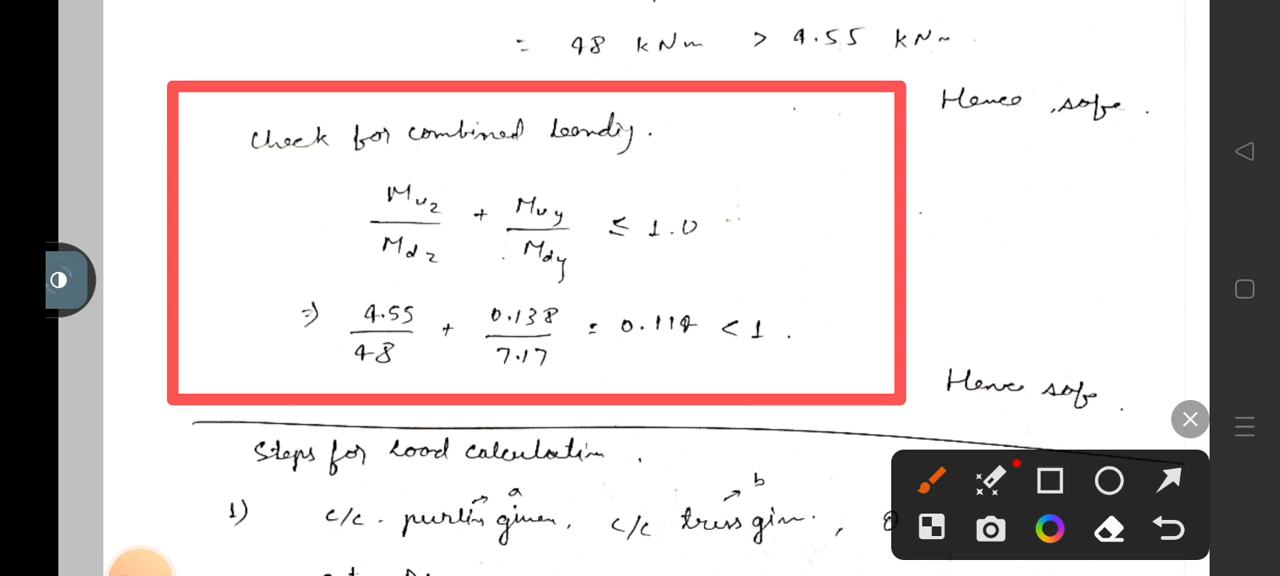 = 48 kNm > 4.55 kNm
Hence, safe.
Check for combined bending.
Muz / Mdz + Muy / Mdy ≤ 1.0
⇒ 4.55 / 48 + 0.138 / 7.17 = 0.114 < 1.
Hence safe.
Steps for load calculation.
1) c/c. purlin → a given, c/c truss → b given,